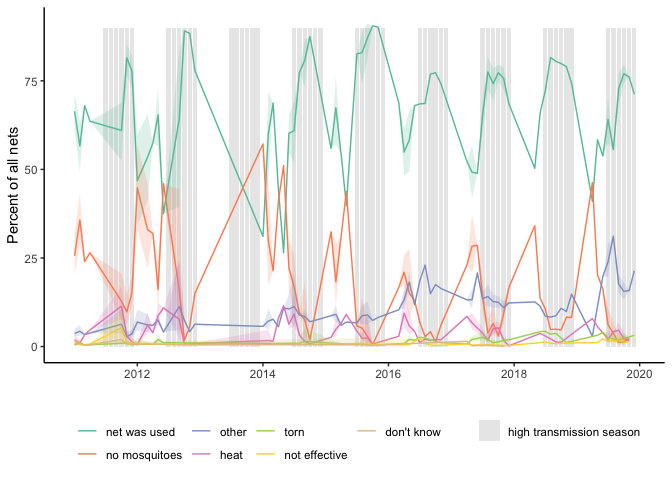 Percent of all nets
75
50
25
0
2012 2014 2016 2018 2020
net was used other torn don't know high transmission season
no mosquitoes heat not effective